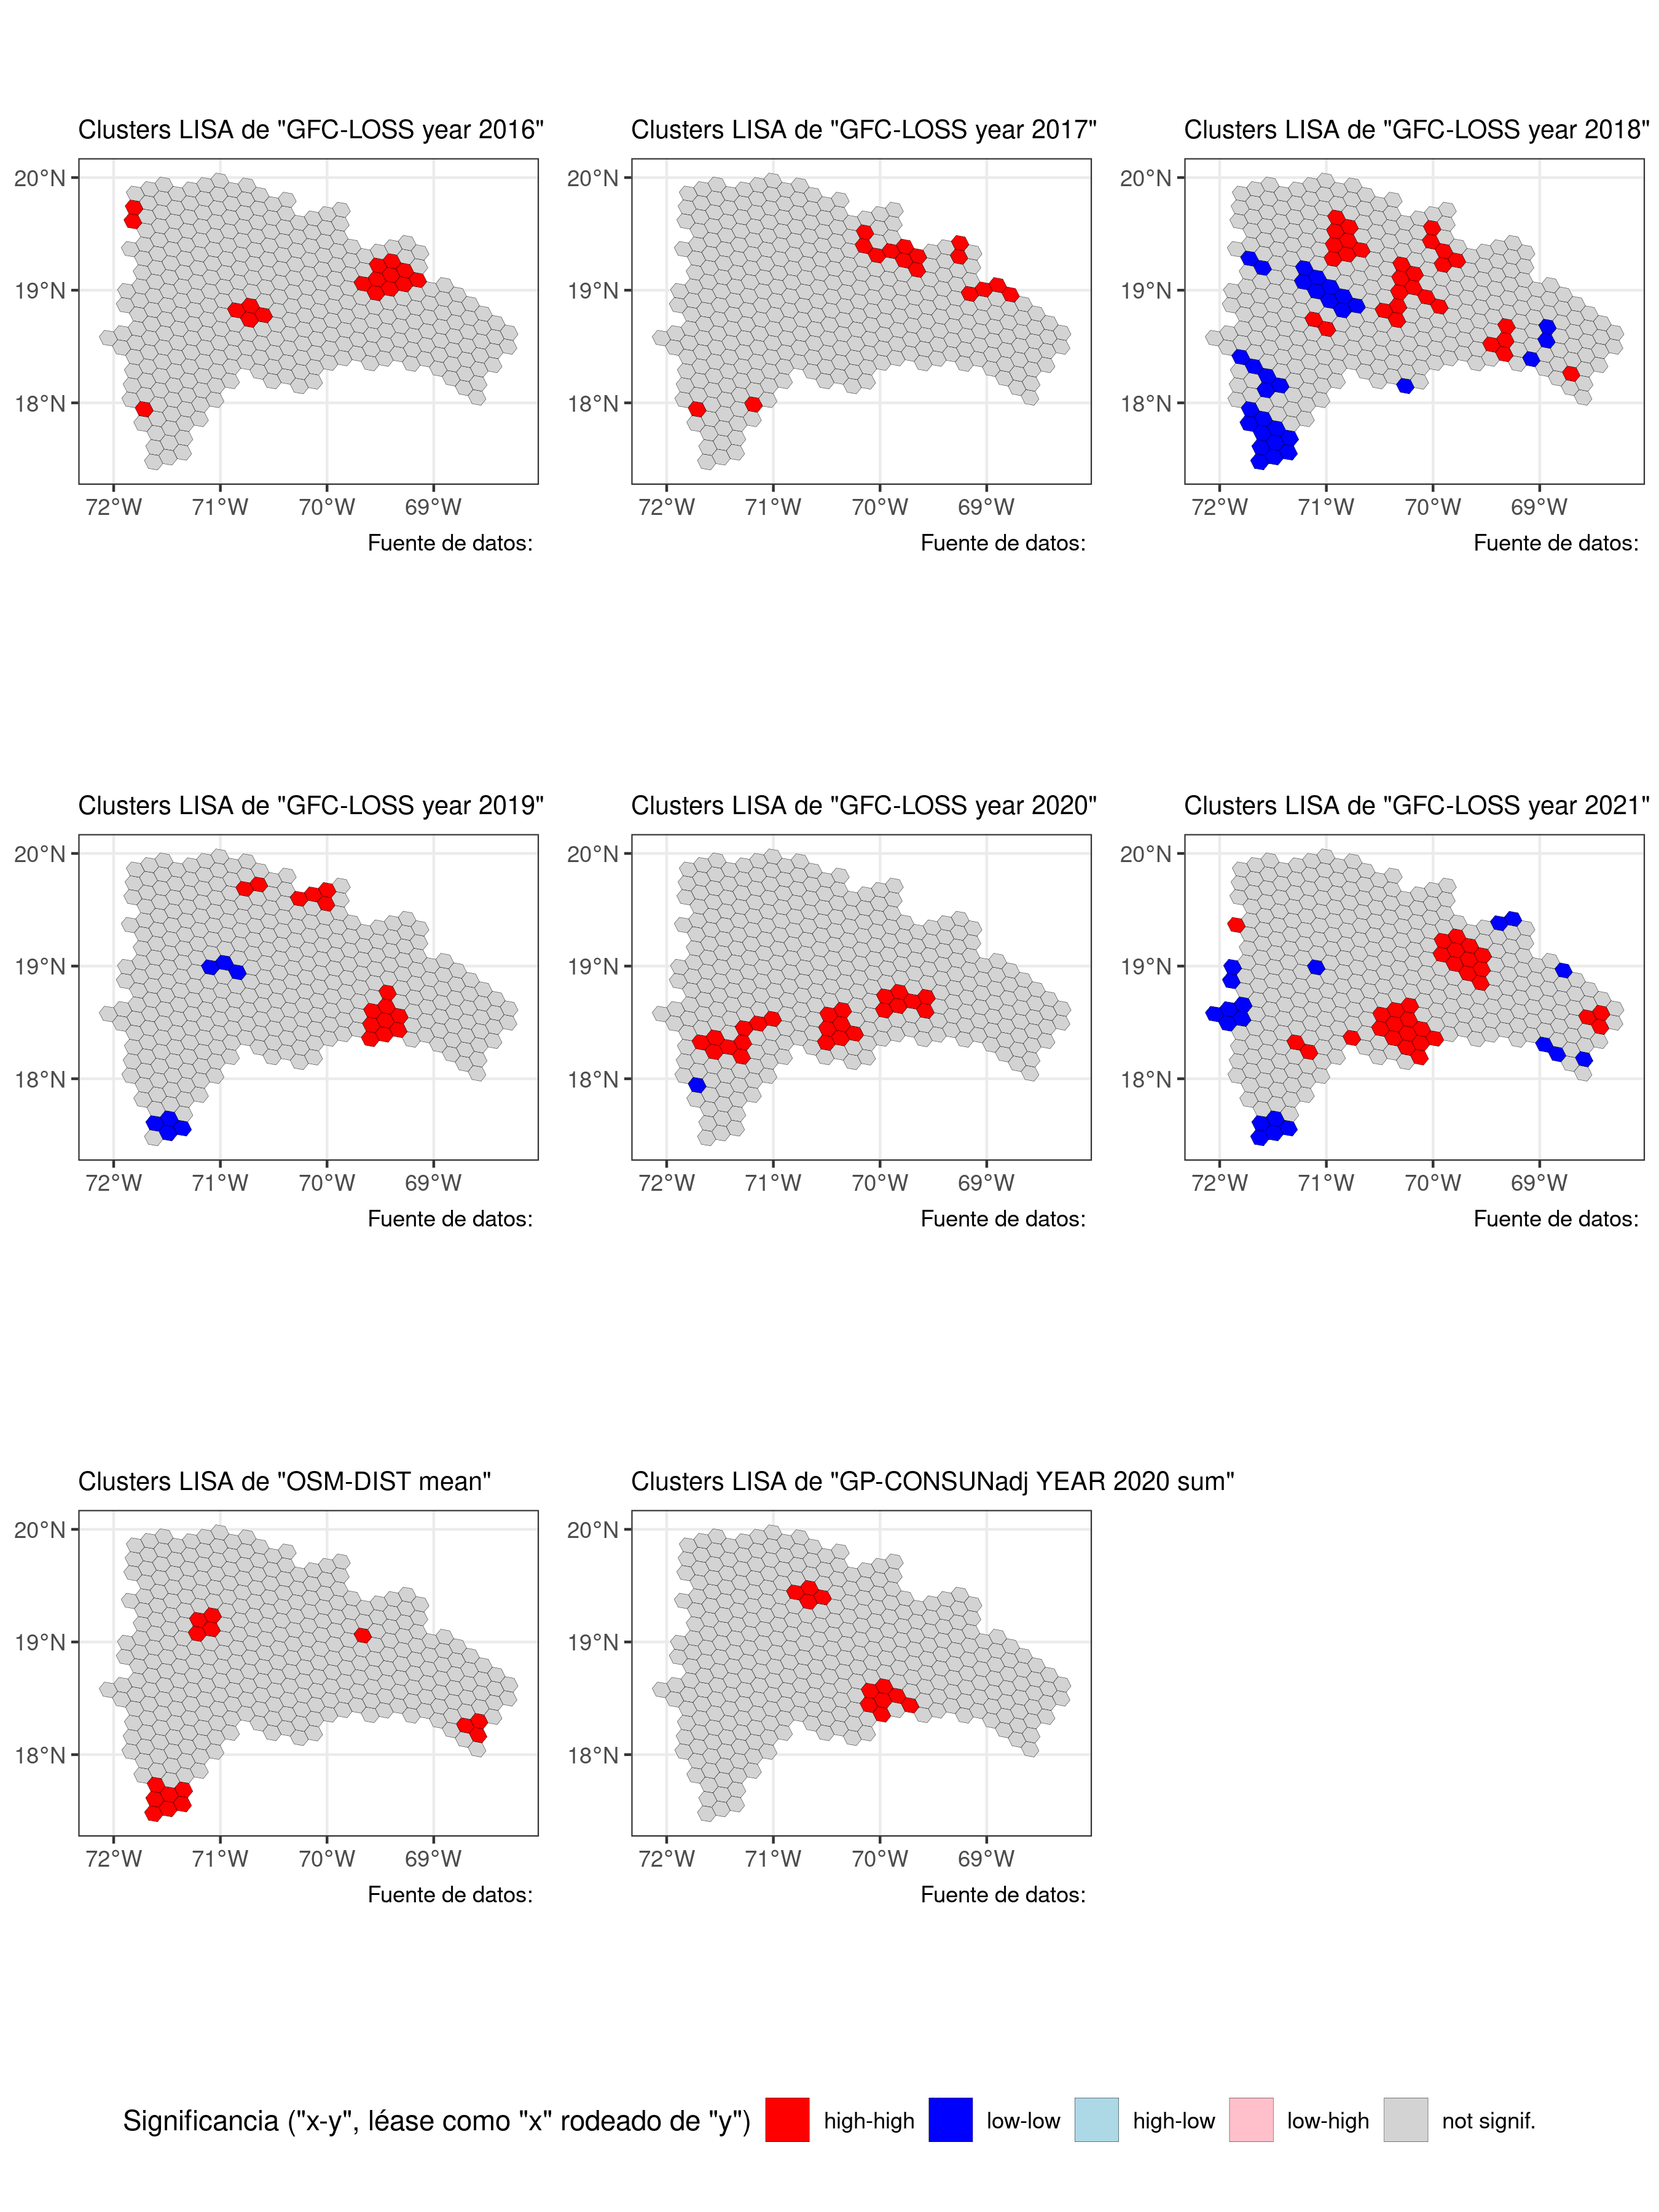 Clusters LISA de "GFC-LOSS year 2016"
20°N
19°N
18°N
72°W 71°W 70°W 69°W
Fuente de datos:
Clusters LISA de "GFC-LOSS year 2017"
20°N
19°N
18°N
72°W 71°W 70°W 69°W
Fuente de datos:
Clusters LISA de "GFC-LOSS year 2018"
20°N
19°N
18°N
72°W 71°W 70°W 69°W
Fuente de datos:
Clusters LISA de "GFC-LOSS year 2019"
20°N
19°N
18°N
72°W 71°W 70°W 69°W
Fuente de datos:
Clusters LISA de "GFC-LOSS year 2020"
20°N
19°N
18°N
72°W 71°W 70°W 69°W
Fuente de datos:
Clusters LISA de "GFC-LOSS year 2021"
20°N
19°N
18°N
72°W 71°W 70°W 69°W
Fuente de datos:
Clusters LISA de "OSM-DIST mean"
20°N
19°N
18°N
72°W 71°W 70°W 69°W
Fuente de datos:
Clusters LISA de "GP-CONSUNadj YEAR 2020 sum"
20°N
19°N
18°N
72°W 71°W 70°W 69°W
Fuente de datos:
Significancia ("x-y", léase como "x" rodeado de "y") high-high low-low high-low low-high not signif.